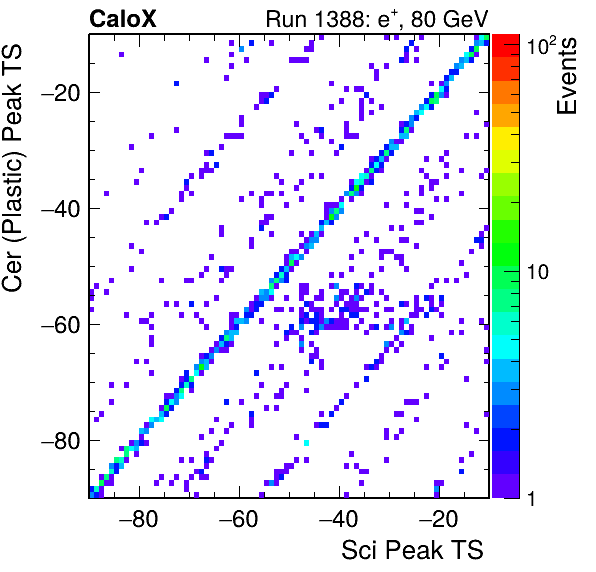 CaloX Run 1388: e⁺, 80 GeV
Cer (Plastic) Peak TS
−20
−40
−60
−80
−80 −60 −40 −20
Sci Peak TS
10²
10
1
Events